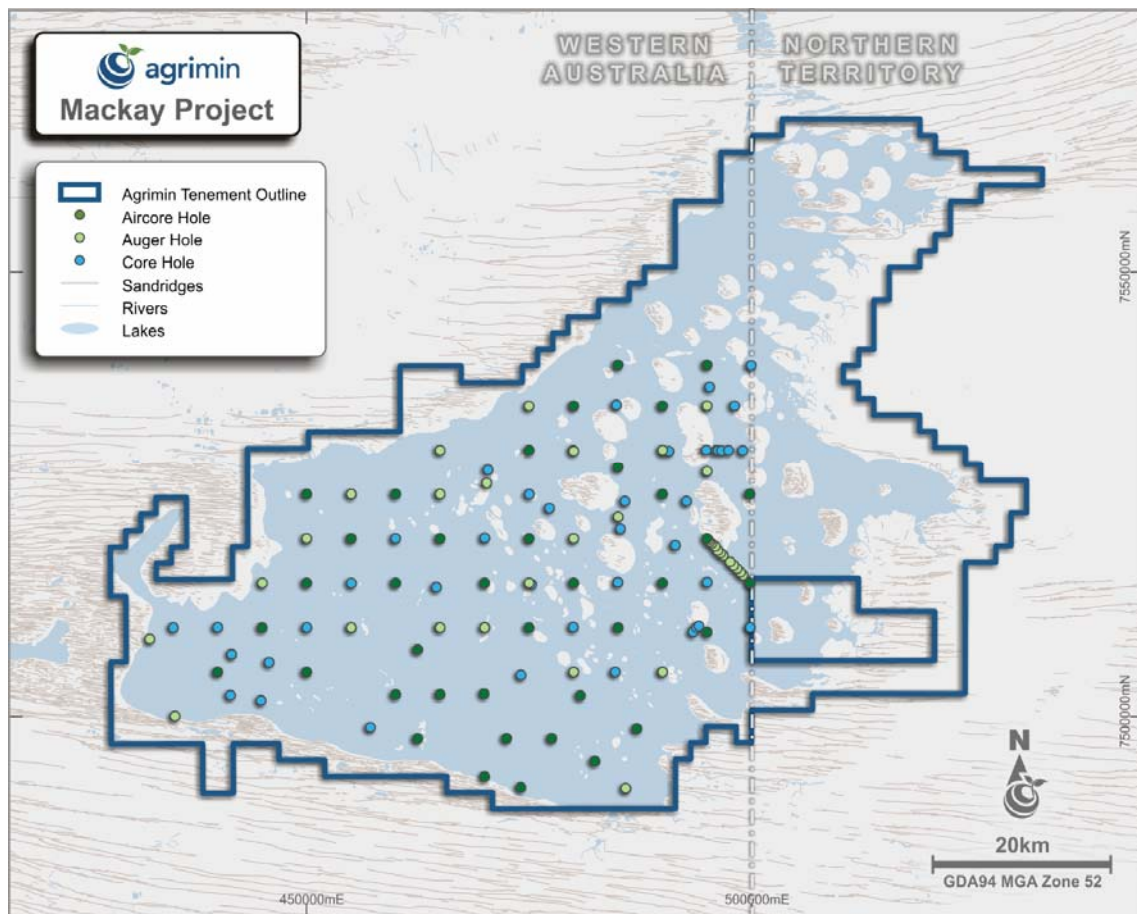 agrimin
Mackay Project
WESTERN
AUSTRALIA
NORTHERN
TERRITORY
Agrimin Tenement Outline
Aircore Hole
Auger Hole
Core Hole
Sandridges
Rivers
Lakes
7550000mN
7500000mN
N
20km
GDA94 MGA Zone 52
450000mE
500000mE